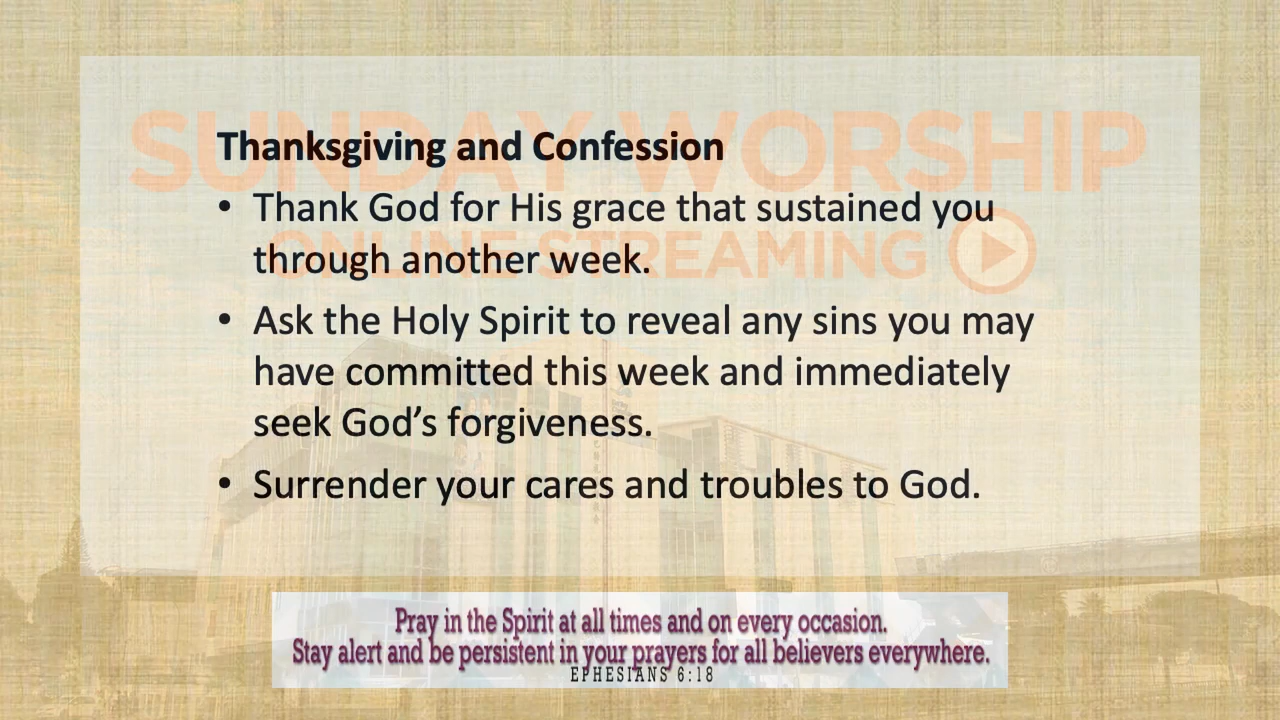 SUNDAY WORSHIP
ONLINE STREAMING
Thanksgiving and Confession
• Thank God for His grace that sustained you
through another week.
• Ask the Holy Spirit to reveal any sins you may
have committed this week and immediately
seek God’s forgiveness.
• Surrender your cares and troubles to God.
Pray in the Spirit at all times and on every occasion.
Stay alert and be persistent in your prayers for all believers everywhere.
EPHESIANS 6:18